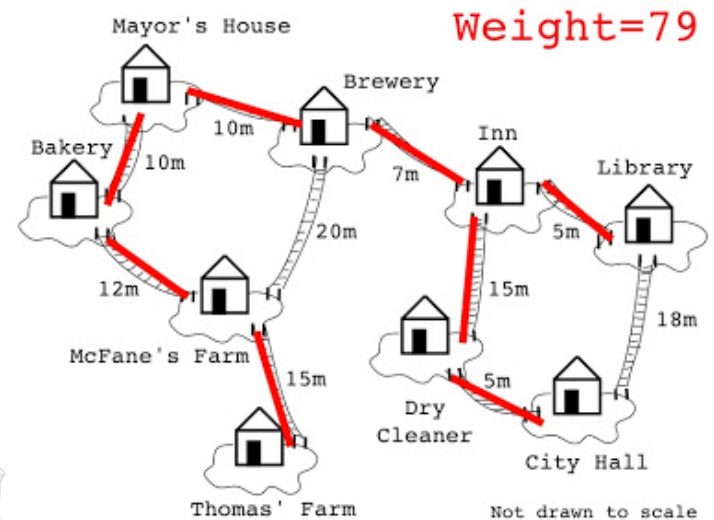 Weight=79
Mayor's House
Brewery
10m
Inn
Bakery
10m
7m
Library
20m
5m
12m
15m
18m
McFane's Farm
15m
5m
Dry
Cleaner
City Hall
Thomas' Farm
Not drawn to scale